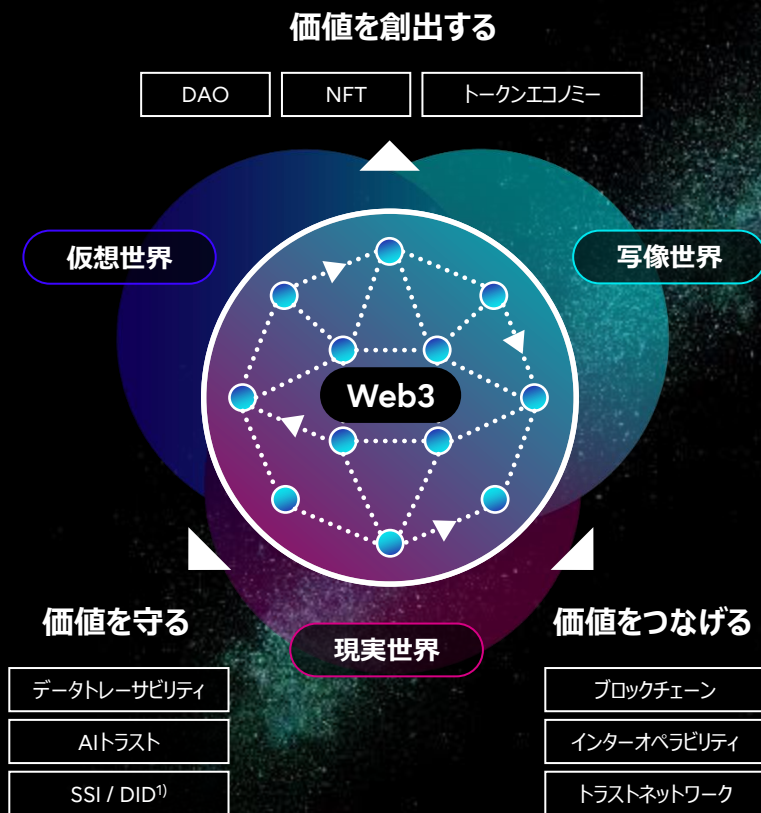 価値を創出する
DAO
NFT
トークンエコノミー
仮想世界
写像世界
Web3
価値を守る
現実世界
価値をつなげる
データトレーサビリティ
AIトラスト
SSI / DID1)
ブロックチェーン
インターオペラビリティ
トラストネットワーク